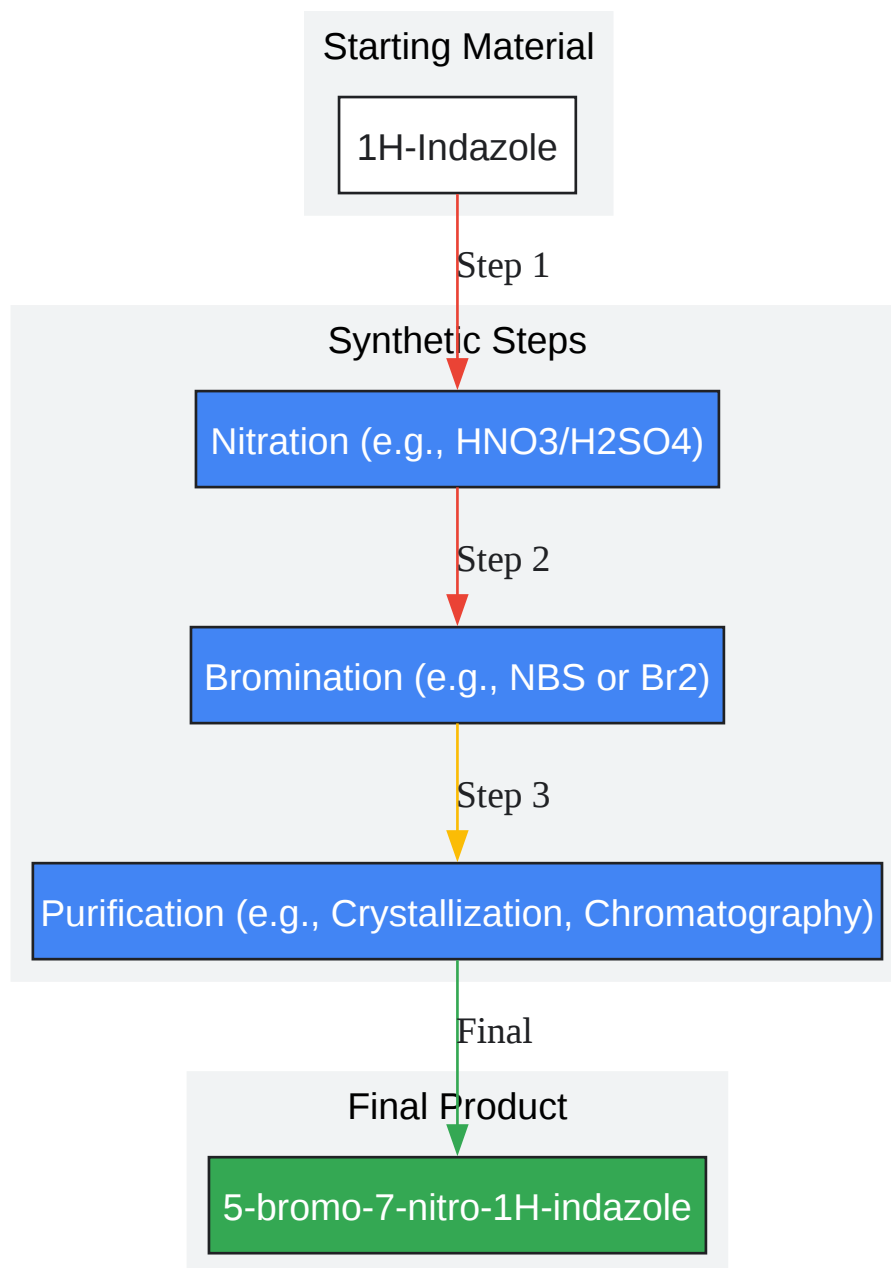 Starting Material
1H-Indazole
Step 1
Synthetic Steps
Nitration (e.g., HNO3/H2SO4)
Step 2
Bromination (e.g., NBS or Br2)
Step 3
Purification (e.g., Crystallization, Chromatography)
Final
Final Product
5-bromo-7-nitro-1H-indazole